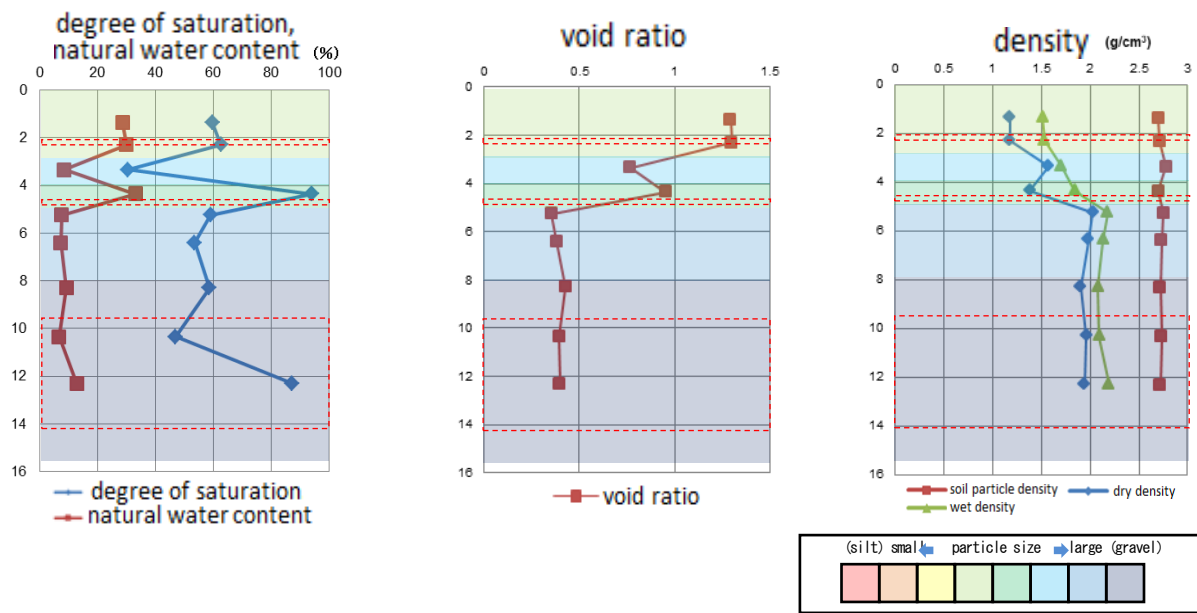 degree of saturation,
natural water content (%)
0 20 40 60 80 100
0
2
4
6
8
10
12
14
16
degree of saturation
natural water content
void ratio
0 0.5 1 1.5
0
2
4
6
8
10
12
14
16
void ratio
density (g/cm³)
0 0.5 1 1.5 2 2.5 3
0
2
4
6
8
10
12
14
16
soil particle density dry density
wet density
(silt) small particle size large (gravel)